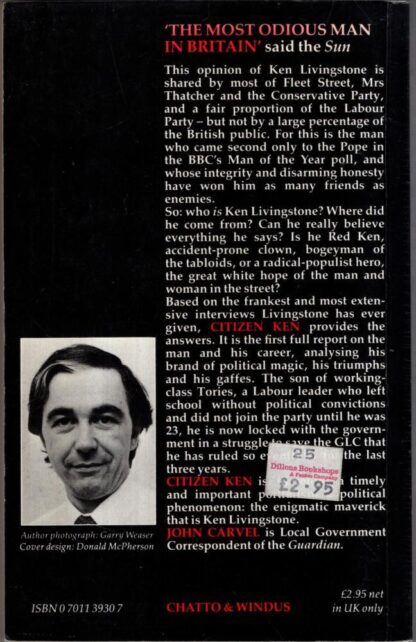 'THE MOST ODIOUS MAN
IN BRITAIN' said the Sun
This opinion of Ken Livingstone is
shared by most of Fleet Street, Mrs
Thatcher and the Conservative Party,
and a fair proportion of the Labour
Party – but not by a large percentage of
the British public. For this is the man
who came second only to the Pope in
the BBC's Man of the Year poll, and
whose integrity and disarming honesty
have won him as many friends as
enemies.
So: who is Ken Livingstone? Where did
he come from? Can he really believe
everything he says? Is he Red Ken,
accident-prone clown, bogeyman of
the tabloids, or a radical-populist hero,
the great white hope of the man and
woman in the street?
Based on the frankest and most exten-
sive interviews Livingstone has ever
given, CITIZEN KEN provides the
answers. It is the first full report on the
man and his career, analysing his
brand of political magic, his triumphs
and his gaffes. The son of working-
class Tories, a Labour leader who left
school without political convictions
and did not join the party until he was
23, he is now locked with the govern-
ment in a struggle to save the GLC that
he has ruled so for the last
three years.
CITIZEN KEN is timely
and important political
phenomenon: the enigmatic maverick
that is Ken Livingstone.
JOHN CARVEL is Local Government
Correspondent of the Guardian.
25
Dillons Bookshops
A Pentos Company
£2·95
Author photograph: Garry Weaser
Cover design: Donald McPherson
ISBN 0 7011 3930 7
CHATTO & WINDUS
£2.95 net
in UK only